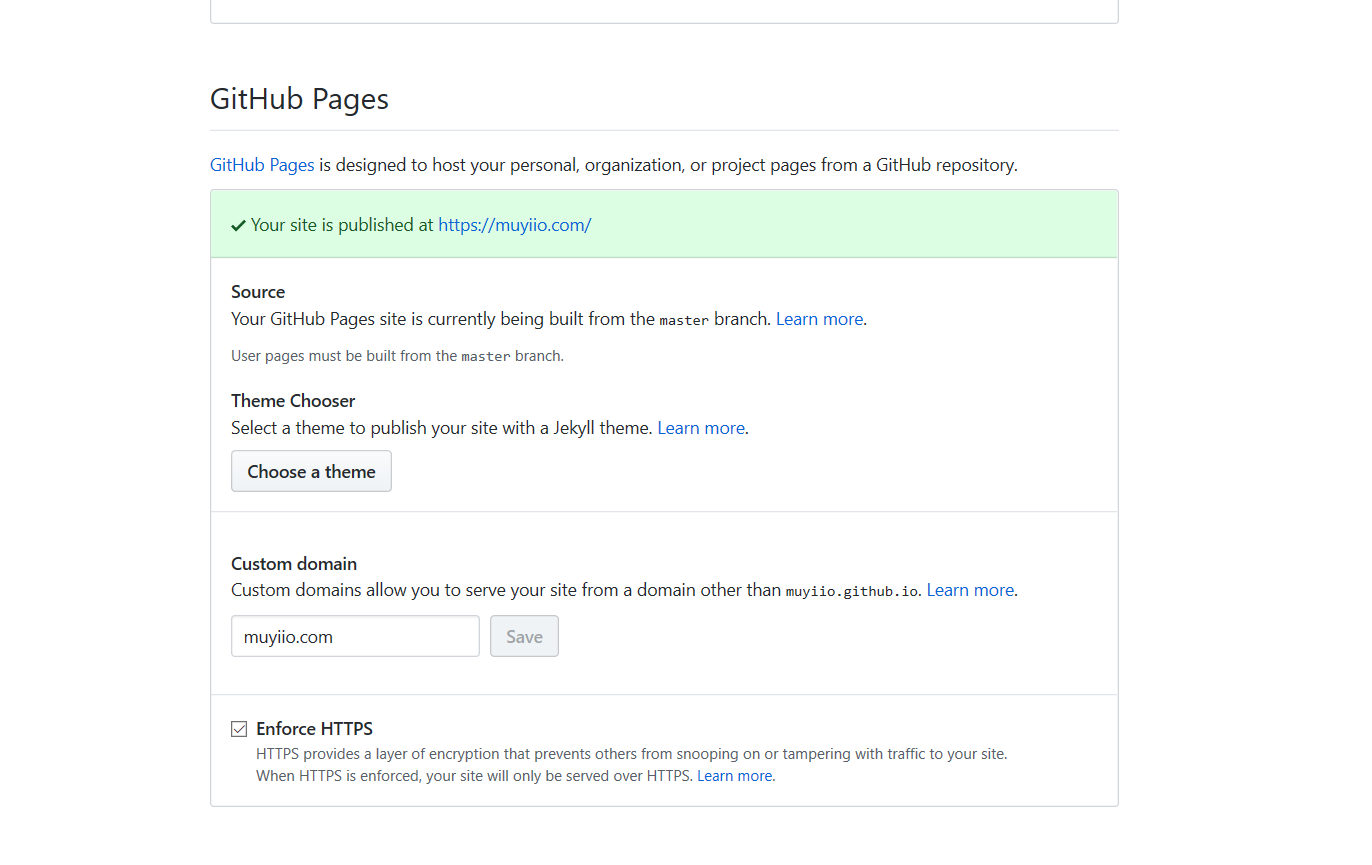 GitHub Pages
GitHub Pages is designed to host your personal, organization, or project pages from a GitHub repository.
Your site is published at https://muyiio.com/
Source
Your GitHub Pages site is currently being built from the master branch. Learn more.
User pages must be built from the master branch.
Theme Chooser
Select a theme to publish your site with a Jekyll theme. Learn more.
Choose a theme
Custom domain
Custom domains allow you to serve your site from a domain other than muyiio.github.io. Learn more.
muyiio.com Save
Enforce HTTPS
HTTPS provides a layer of encryption that prevents others from snooping on or tampering with traffic to your site.
When HTTPS is enforced, your site will only be served over HTTPS. Learn more.